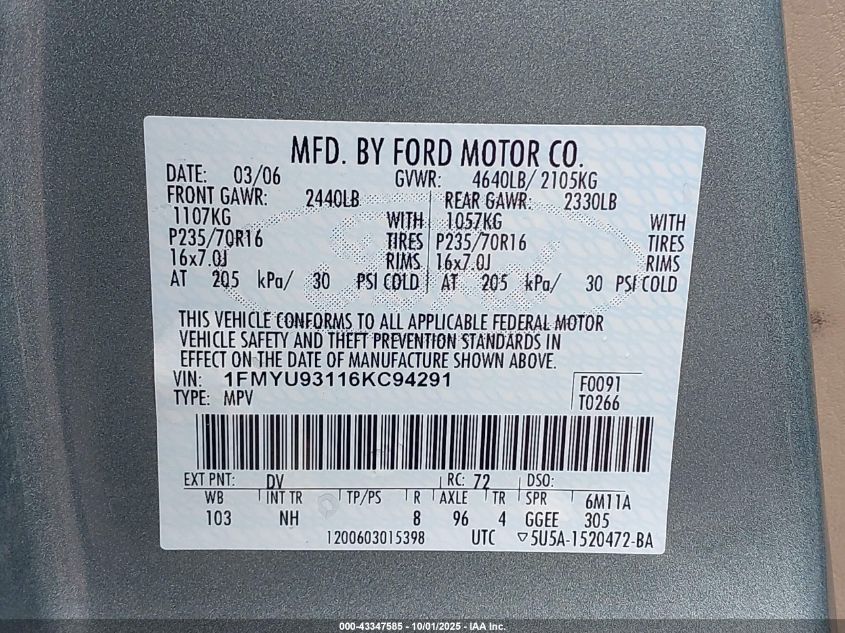 MFD. BY FORD MOTOR CO.
DATE: 03/06 GVWR: 4640LB/ 2105KG
FRONT GAWR: 2440LB REAR GAWR: 2330LB
1107KG WITH 1057KG WITH
P235/70R16 TIRES P235/70R16 TIRES
16x7.0J RIMS 16x7.0J RIMS
AT 205 kPa/ 30 PSI COLD AT 205 kPa/ 30 PSI COLD
THIS VEHICLE CONFORMS TO ALL APPLICABLE FEDERAL MOTOR
VEHICLE SAFETY AND THEFT PREVENTION STANDARDS IN
EFFECT ON THE DATE OF MANUFACTURE SHOWN ABOVE.
VIN: 1FMYU93116KC94291 F0091
TYPE: MPV T0266
EXT PNT: DV RC: 72 DSO:
WB INT TR TP/PS R AXLE TR SPR 6M11A
103 NH 8 96 4 GGEE 305
1200603015398 UTC ▽5U5A-1520472-BA
000-43347585 - 10/01/2025 - IAA Inc.